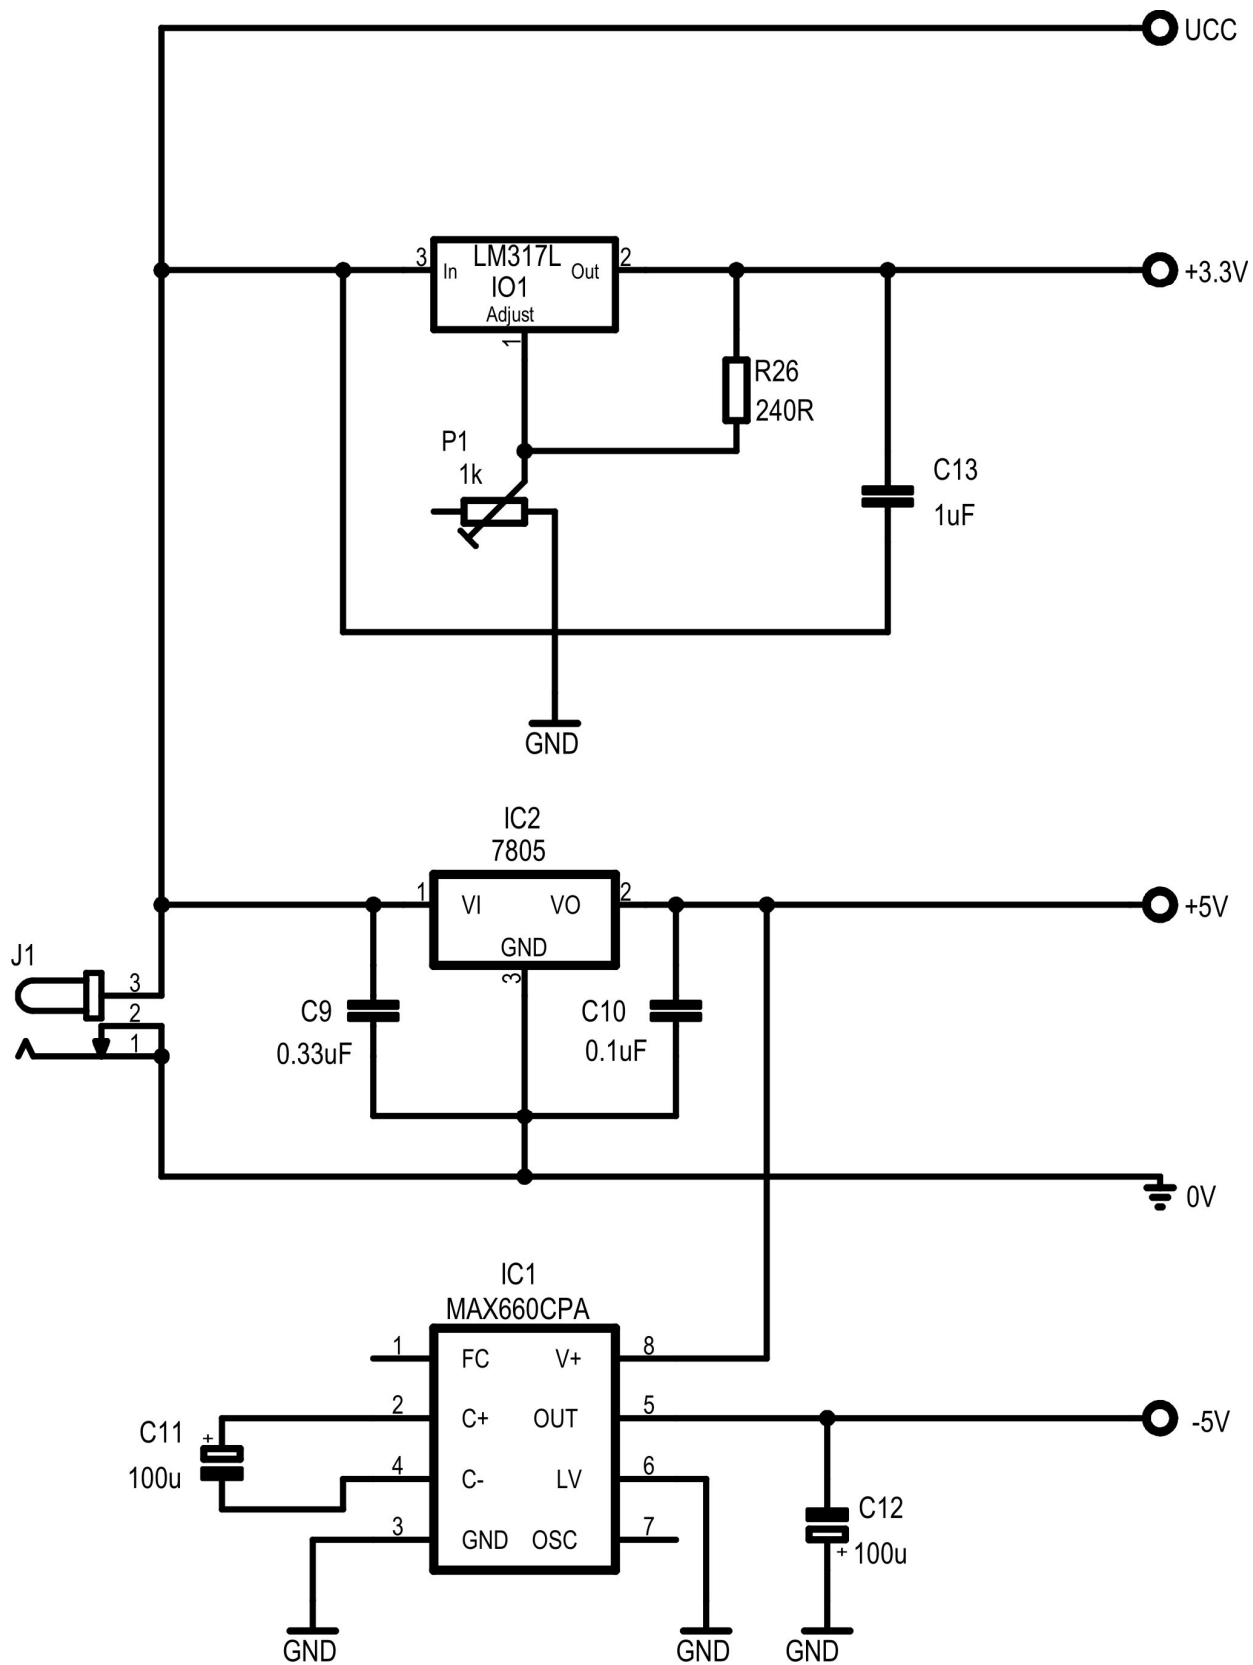 UCC
LM317L
3
In
Out
2
IO1
Adjust
1
+3.3V
R26
240R
P1
1k
C13
1uF
GND
IC2
7805
1
VI
VO
2
GND
3
+5V
J1
3
2
1
C9
0.33uF
C10
0.1uF
0V
IC1
MAX660CPA
1
FC
V+
8
2
C+
OUT
5
-5V
C11
+
100u
4
C-
LV
6
3
GND
OSC
7
C12
+ 100u
GND
GND
GND